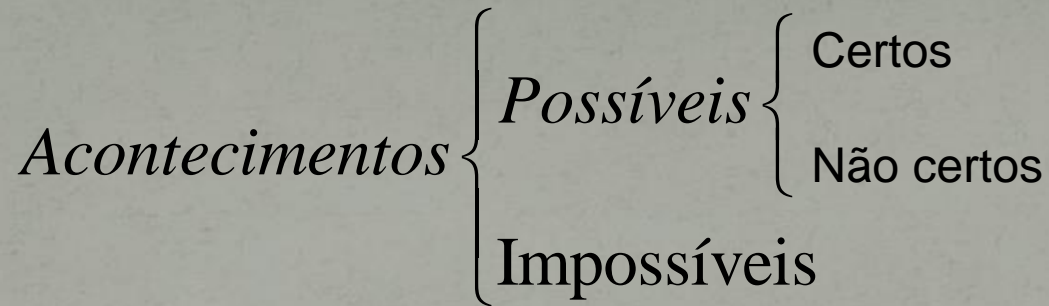 Acontecimentos
Possíveis
Certos
Não certos
Impossíveis